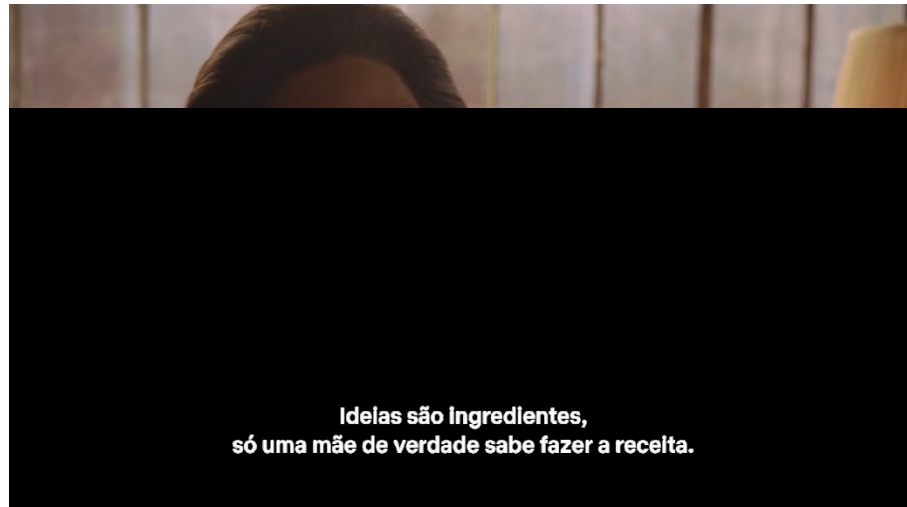 Ideias são ingredientes,
só uma mãe de verdade sabe fazer a receita.